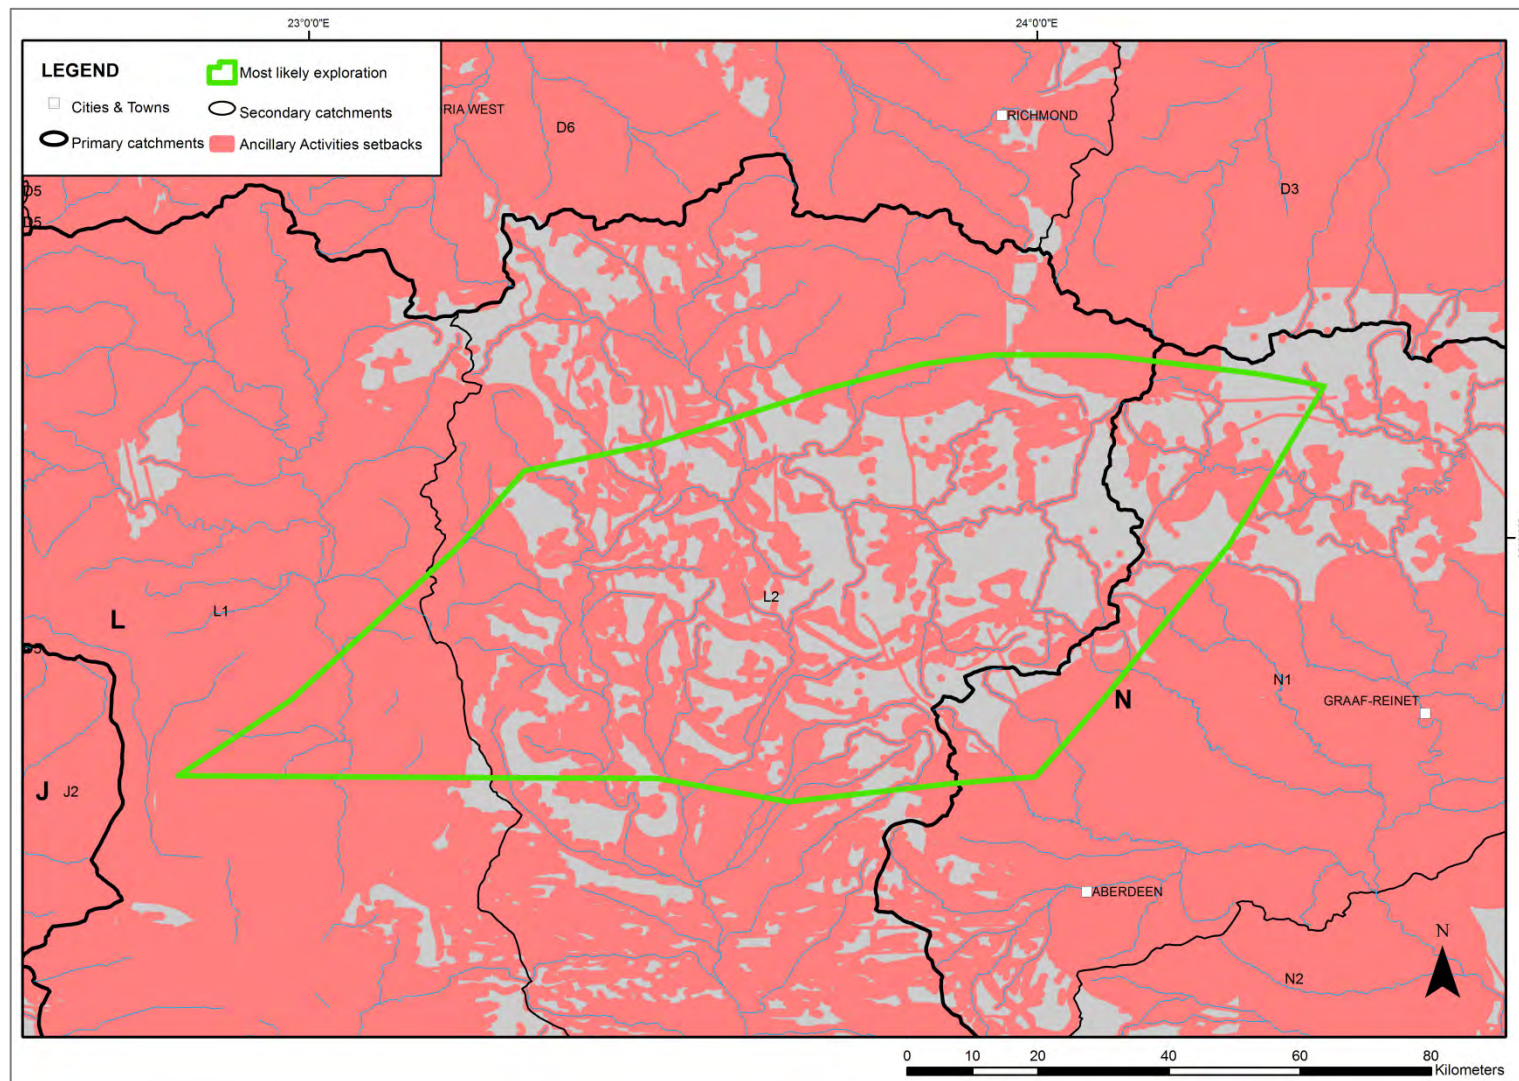 23°0'0"E
24°0'0"E
LEGEND
Cities & Towns
Primary catchments
Most likely exploration
Secondary catchments
Ancillary Activities setbacks
RIA WEST
D6
RICHMOND
D3
D5
D5
L
L1
L2
J
J2
N
N1
GRAAF-REINET
ABERDEEN
N2
N
0 10 20 40 60 80
Kilometers